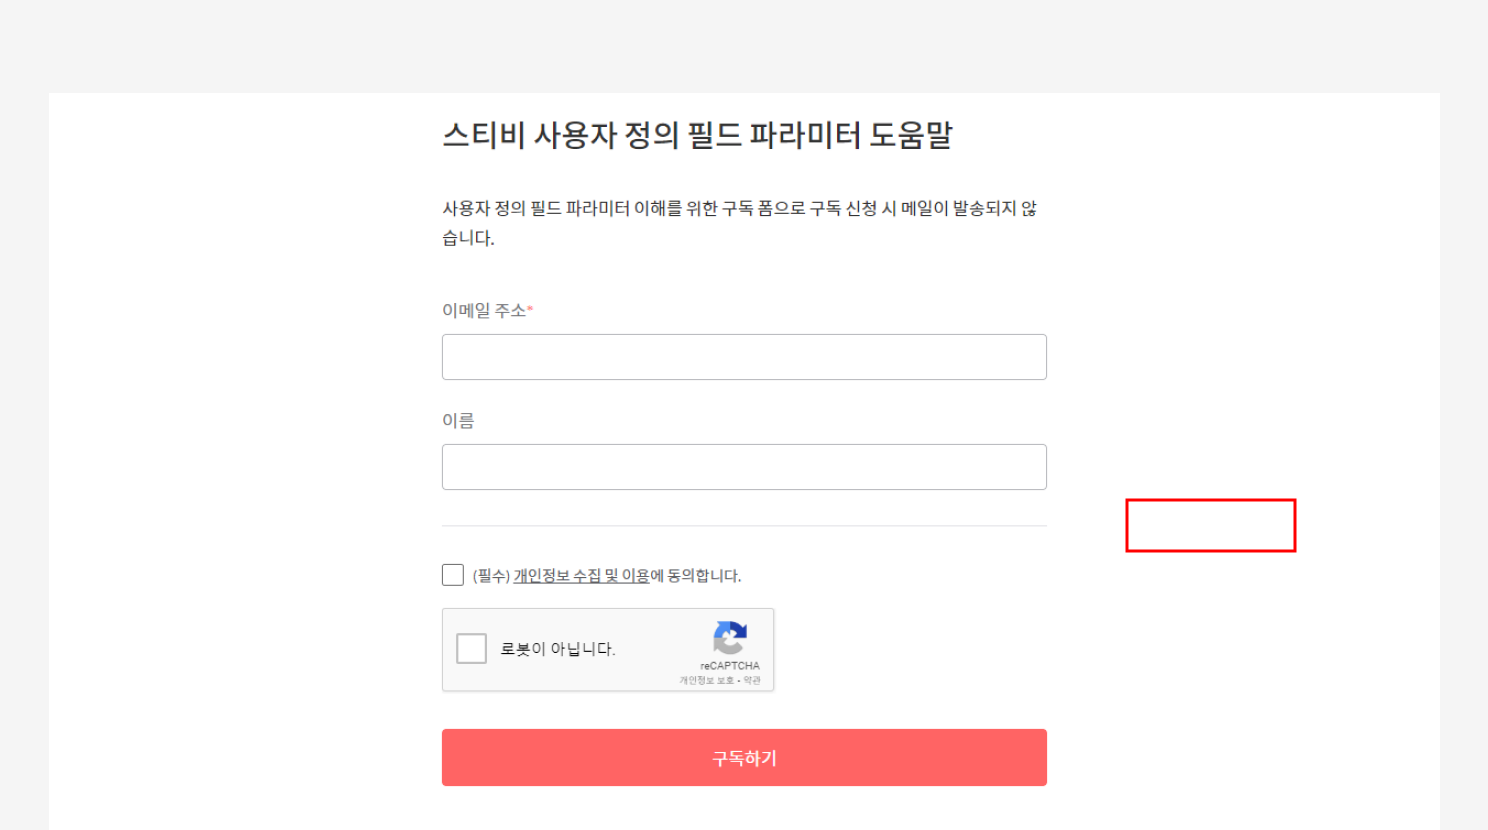 스티비 사용자 정의 필드 파라미터 도움말
사용자 정의 필드 파라미터 이해를 위한 구독 폼으로 구독 신청 시 메일이 발송되지 않
습니다.
이메일 주소*
이름
(필수) 개인정보 수집 및 이용에 동의합니다.
로봇이 아닙니다.
reCAPTCHA
개인정보 보호 • 약관
구독하기